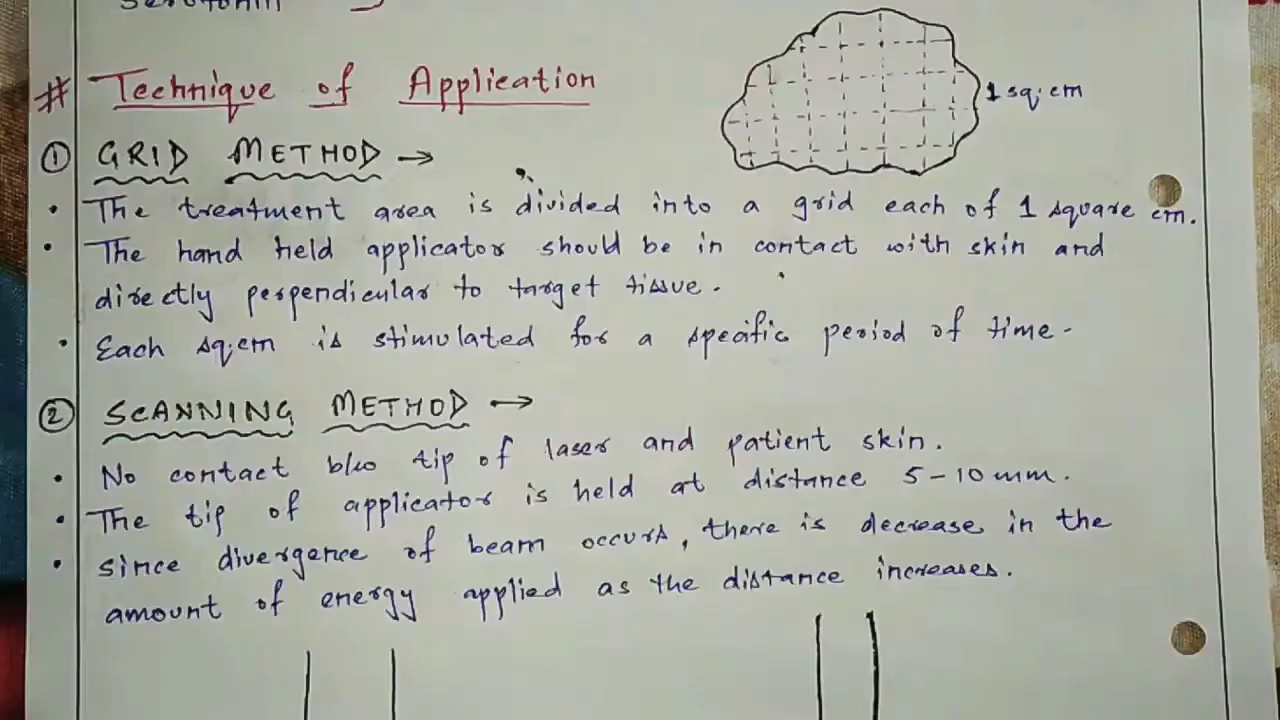 Serotonin
# Technique of Application
1 sq.cm
① GRID METHOD →
• The treatment area is divided into a grid each of 1 square cm.
• The hand held applicator should be in contact with skin and
directly perpendicular to target tissue.
• Each sq.cm is stimulated for a specific period of time.
② SCANNING METHOD →
• No contact b/w tip of laser and patient skin.
• The tip of applicator is held at distance 5-10 mm.
• since divergence of beam occurs, there is decrease in the
amount of energy applied as the distance increases.